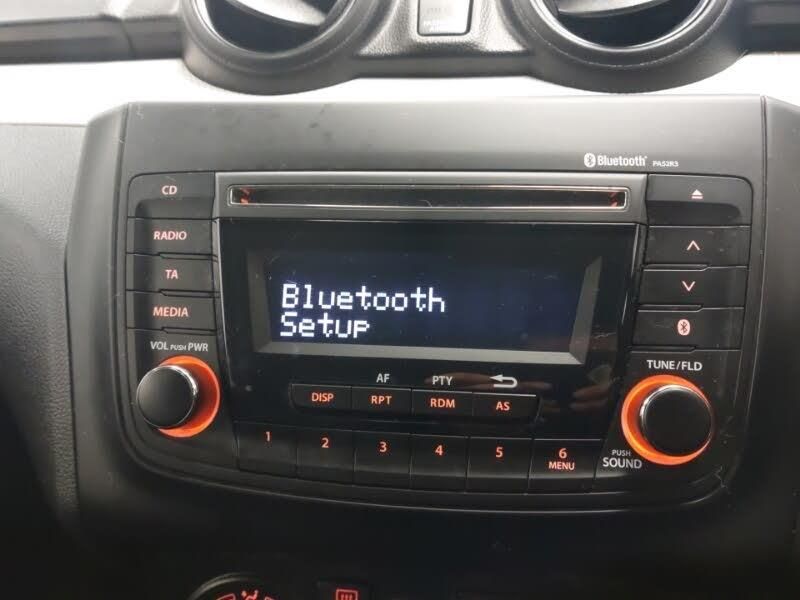 Bluetooth PA52R3
CD
RADIO
TA
MEDIA
VOL PUSH PWR
Bluetooth
Setup
TUNE/FLD
AF PTY
DISP RPT RDM AS
1 2 3 4 5 6
MENU
PUSH
SOUND